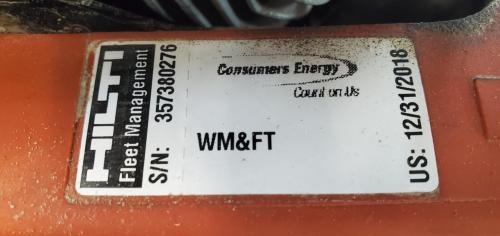 HILTI
Fleet Management
S/N: 357380276
Consumers Energy
Count on Us
WM&FT
US: 12/31/2018